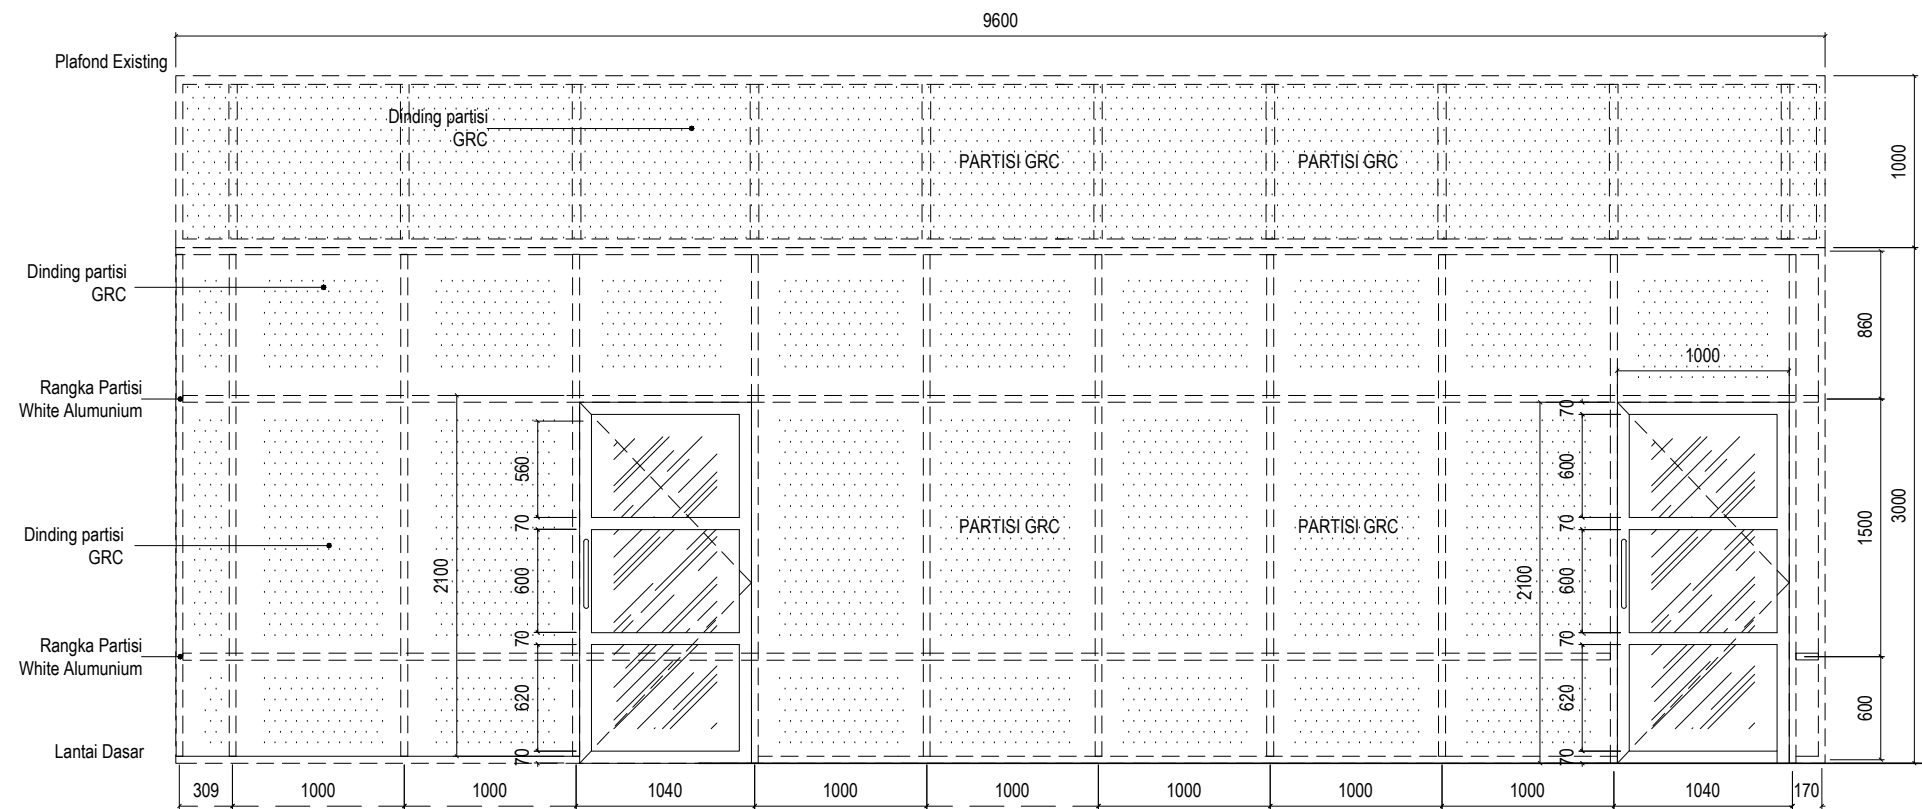 9600
Plafond Existing
Dinding partisi
GRC
PARTISI GRC
PARTISI GRC
1000
Dinding partisi
GRC
860
1000
Rangka Partisi
White Alumunium
70
560
600
3000
1500
70
70
Dinding partisi
GRC
PARTISI GRC
PARTISI GRC
2100
600
2100
600
70
70
Rangka Partisi
White Alumunium
620
620
600
Lantai Dasar
70
70
309
1000
1000
1040
1000
1000
1000
1000
1000
1040
170